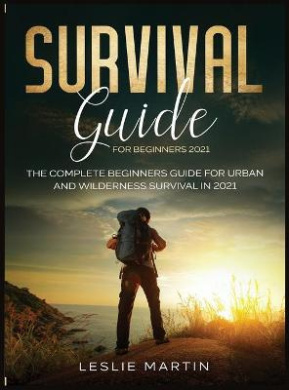 SURVIVAL
Guide
FOR BEGINNERS 2021
THE COMPLETE BEGINNERS GUIDE FOR URBAN
AND WILDERNESS SURVIVAL IN 2021
LESLIE MARTIN